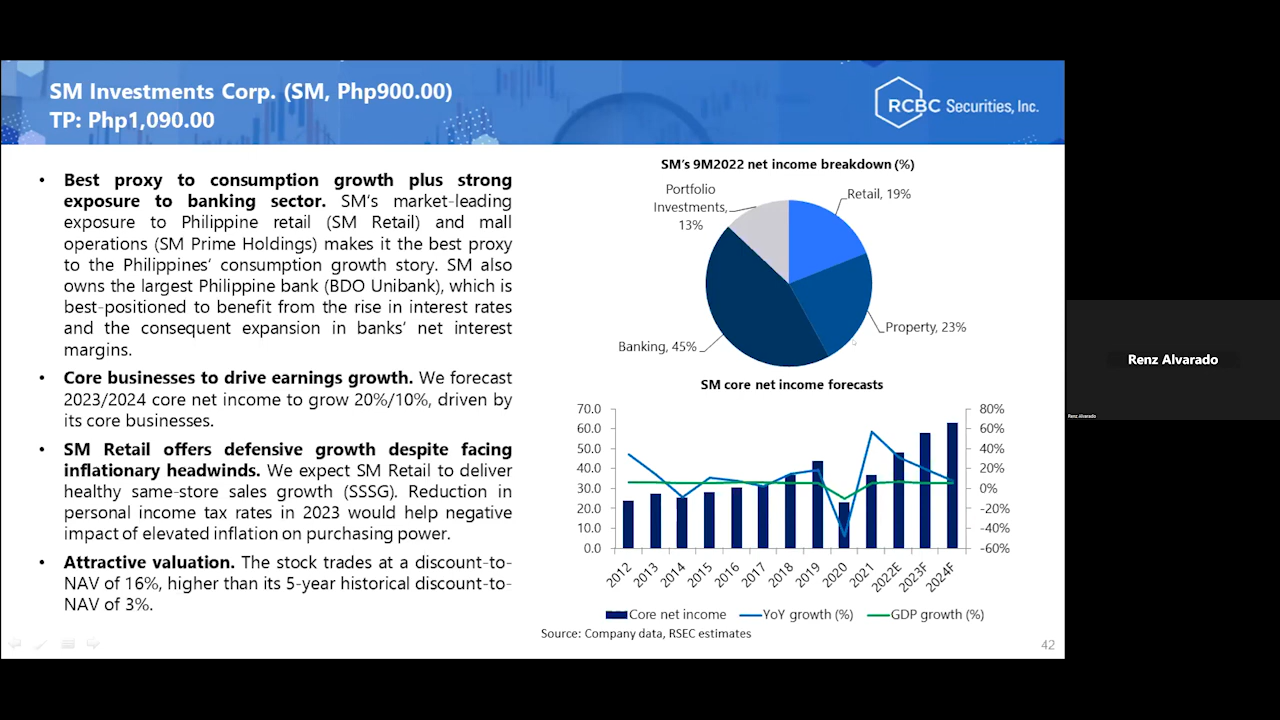 SM Investments Corp. (SM, Php900.00)
TP: Php1,090.00
RCBC Securities, Inc.
• Best proxy to consumption growth plus strong
exposure to banking sector. SM's market-leading
exposure to Philippine retail (SM Retail) and mall
operations (SM Prime Holdings) makes it the best proxy
to the Philippines' consumption growth story. SM also
owns the largest Philippine bank (BDO Unibank), which is
best-positioned to benefit from the rise in interest rates
and the consequent expansion in banks' net interest
margins.
• Core businesses to drive earnings growth. We forecast
2023/2024 core net income to grow 20%/10%, driven by
its core businesses.
• SM Retail offers defensive growth despite facing
inflationary headwinds. We expect SM Retail to deliver
healthy same-store sales growth (SSSG). Reduction in
personal income tax rates in 2023 would help negative
impact of elevated inflation on purchasing power.
• Attractive valuation. The stock trades at a discount-to-
NAV of 16%, higher than its 5-year historical discount-to-
NAV of 3%.
SM's 9M2022 net income breakdown (%)
Portfolio
Investments,
13%
Retail, 19%
Property, 23%
Banking, 45%
SM core net income forecasts
70.0
60.0
50.0
40.0
30.0
20.0
10.0
0.0
80%
60%
40%
20%
0%
-20%
-40%
-60%
2012
2013
2014
2015
2016
2017
2018
2019
2020
2021
2022E
2023F
2024F
Core net income
YoY growth (%)
GDP growth (%)
Source: Company data, RSEC estimates
42
Renz Alvarado
Renz Alvarado